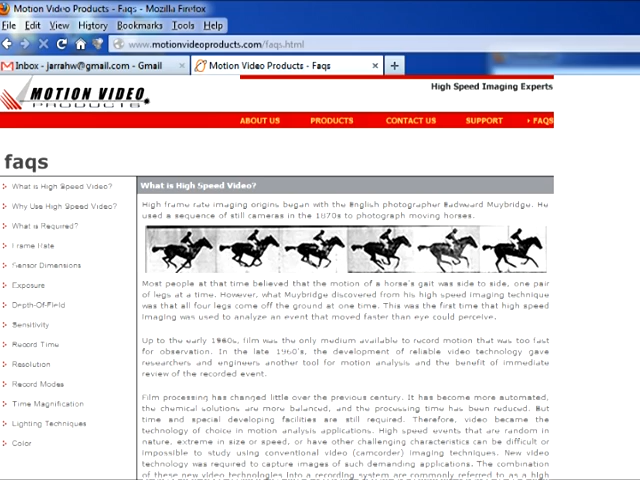 Motion Video Products - Faqs - Mozilla Firefox
File Edit View History Bookmarks Tools Help
www.motionvideoproducts.com/faqs.html
Inbox - jarrahw@gmail.com - Gmail × Motion Video Products - Faqs × +
High Speed Imaging Experts
MOTION VIDEO
PRODUCTS
ABOUT US PRODUCTS CONTACT US SUPPORT FAQS
faqs
What is High Speed Video?
Why Use High Speed Video?
What is Required?
Frame Rate
Sensor Dimensions
Exposure
Depth-Of-Field
Sensitivity
Record Time
Resolution
Record Modes
Time Magnification
Lighting Techniques
Color
What is High Speed Video?
High frame rate imaging origins began with the English photographer Eadweard Muybridge. He
used a sequence of still cameras in the 1870s to photograph moving horses.
Most people at that time believed that the motion of a horse's gait was side to side, one pair
of legs at a time. However, what Muybridge discovered from his high speed imaging technique
was that all four legs come off the ground at one time. This was the first time that high speed
imaging was used to analyze an event that moved faster than eye could perceive.
Up to the early 1960s, film was the only medium available to record motion that was too fast
for observation. In the late 1960's, the development of reliable video technology gave
researchers and engineers another tool for motion analysis and the benefit of immediate
review of the recorded event.
Film processing has changed little over the previous century. It has become more automated,
the chemical solutions are more balanced, and the processing time has been reduced. But
time and special developing facilities are still required. Therefore, video became the
technology of choice in motion analysis applications. High speed events that are random in
nature, extreme in size or speed, or have other challenging characteristics can be difficult or
impossible to study using conventional video (camcorder) imaging techniques. New video
technology was required to capture images of such demanding applications. The combination
of these new video technologies into a recording system are commonly referred to as a high